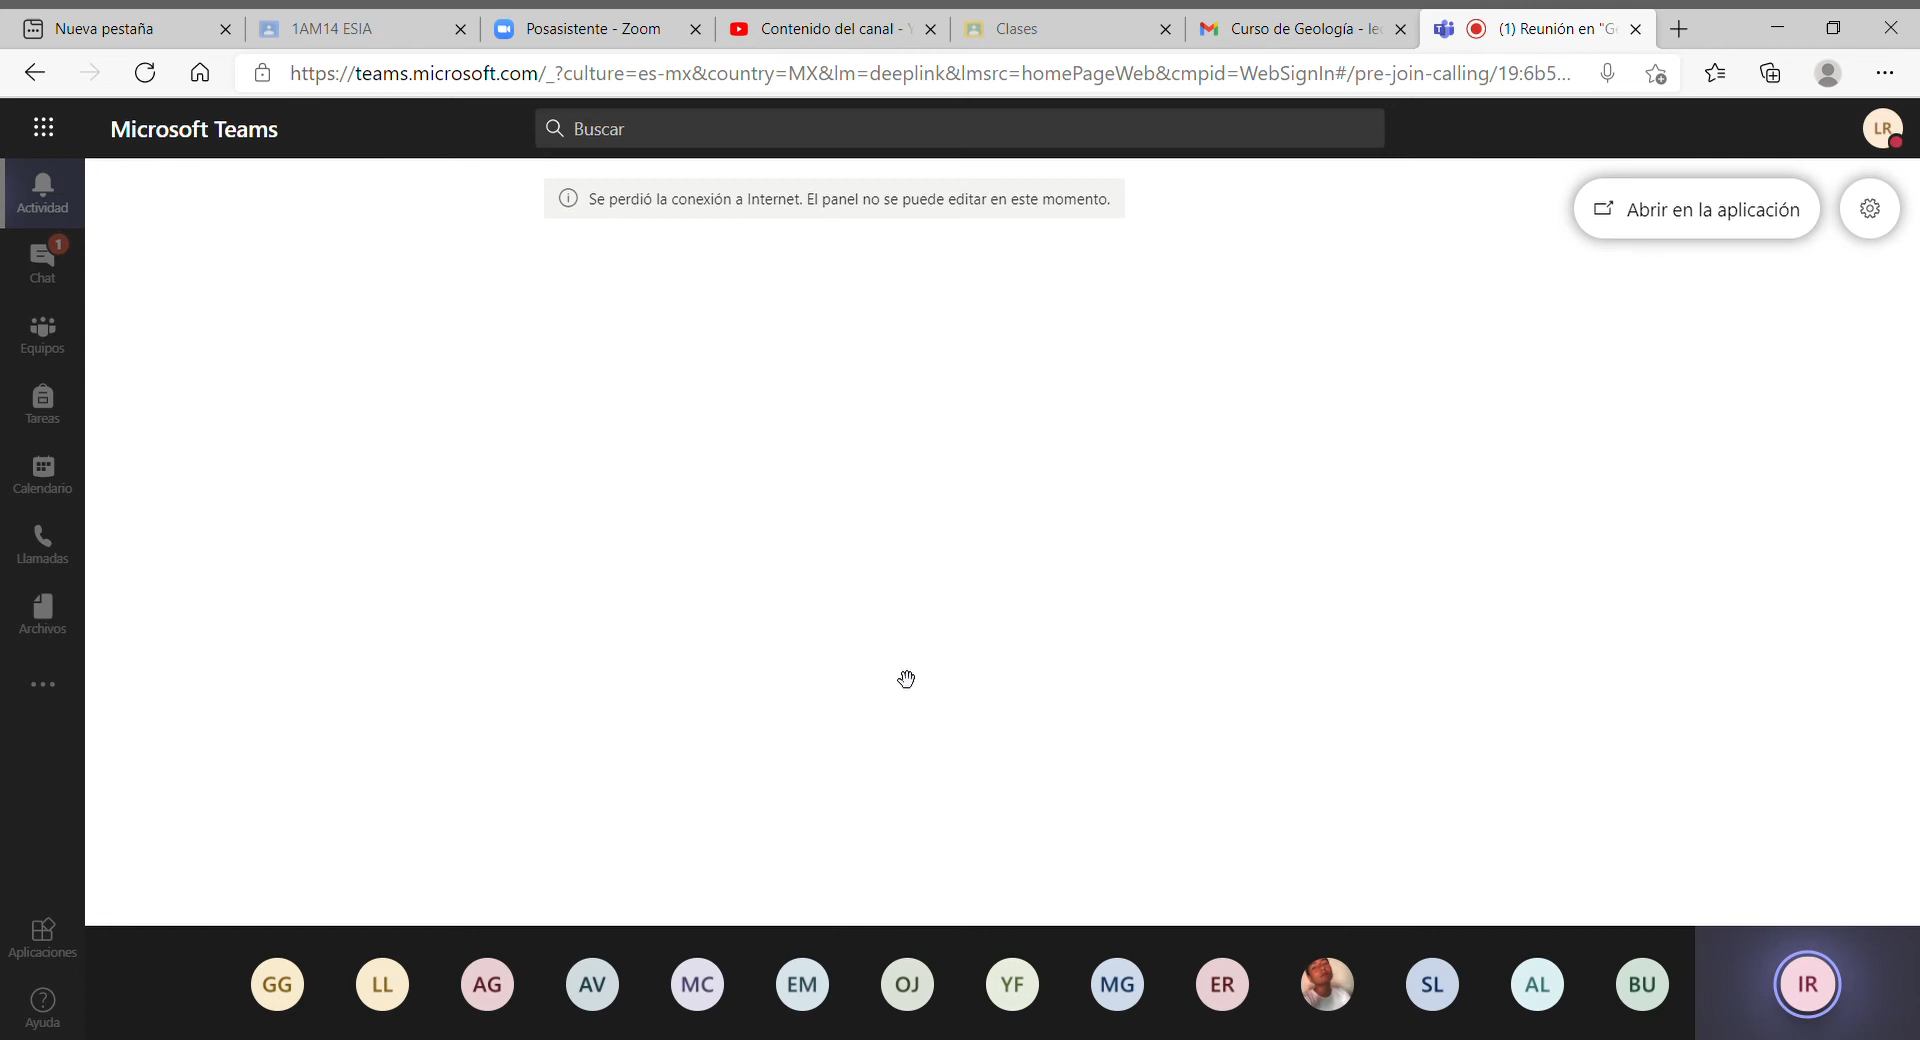 Nueva pestaña
1AM14 ESIA
Posasistente - Zoom
Contenido del canal -
Clases
Curso de Geología - lec
(1) Reunión en "Ge
https://teams.microsoft.com/_?culture=es-mx&country=MX&lm=deeplink&lmsrc=homePageWeb&cmpid=WebSignIn#/pre-join-calling/19:6b5...
Microsoft Teams
Buscar
LR
Actividad
Se perdió la conexión a Internet. El panel no se puede editar en este momento.
Abrir en la aplicación
1
Chat
Equipos
Tareas
Calendario
Llamadas
Archivos
Aplicaciones
Ayuda
GG LL AG AV MC EM OJ YF MG ER SL AL BU IR